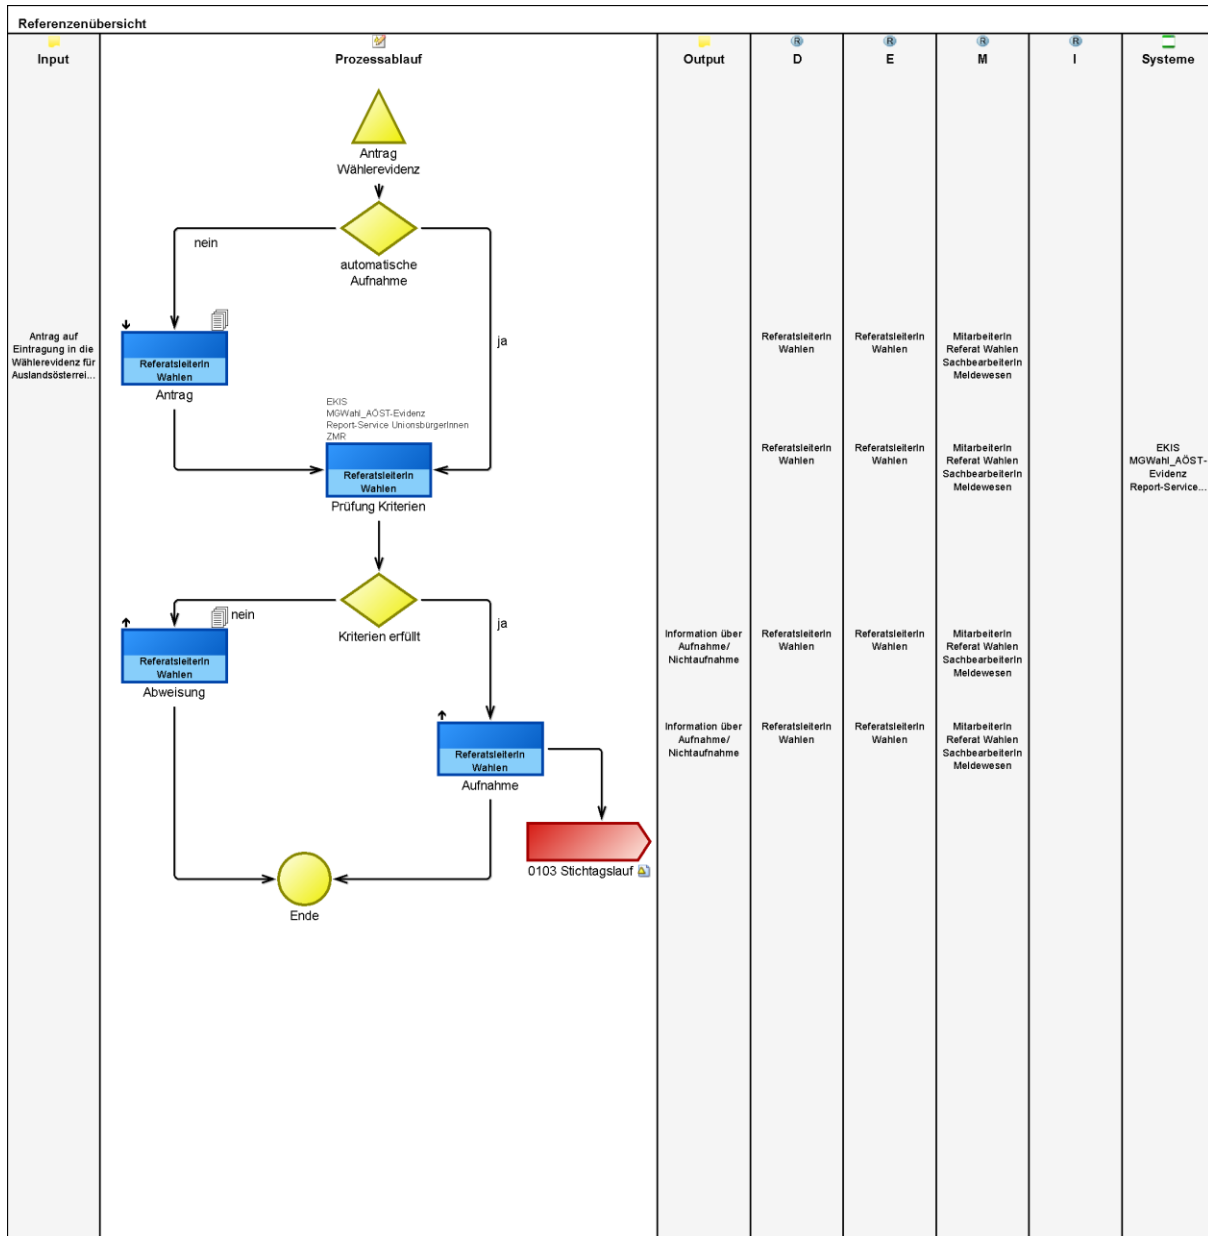 Referenzenübersicht
Input
Prozessablauf
Output
R
D
R
E
R
M
R
I
Systeme
Antrag
Wählerevidenz
automatische
Aufnahme
nein
ja
Antrag auf
Eintragung in die
Wählerevidenz für
Auslandsösterrei...
ReferatsleiterIn
Wahlen
Antrag
ReferatsleiterIn
Wahlen
ReferatsleiterIn
Wahlen
MitarbeiterIn
Referat Wahlen
SachbearbeiterIn
Meldewesen
EKIS
MGWahl_AÖST-Evidenz
Report-Service UnionsbürgerInnen
ZMR
ReferatsleiterIn
Wahlen
Prüfung Kriterien
ReferatsleiterIn
Wahlen
ReferatsleiterIn
Wahlen
MitarbeiterIn
Referat Wahlen
SachbearbeiterIn
Meldewesen
EKIS
MGWahl_AÖST-
Evidenz
Report-Service...
Kriterien erfüllt
nein
ja
ReferatsleiterIn
Wahlen
Abweisung
Information über
Aufnahme/
Nichtaufnahme
ReferatsleiterIn
Wahlen
ReferatsleiterIn
Wahlen
MitarbeiterIn
Referat Wahlen
SachbearbeiterIn
Meldewesen
ReferatsleiterIn
Wahlen
Aufnahme
Information über
Aufnahme/
Nichtaufnahme
ReferatsleiterIn
Wahlen
ReferatsleiterIn
Wahlen
MitarbeiterIn
Referat Wahlen
SachbearbeiterIn
Meldewesen
0103 Stichtagslauf
Ende